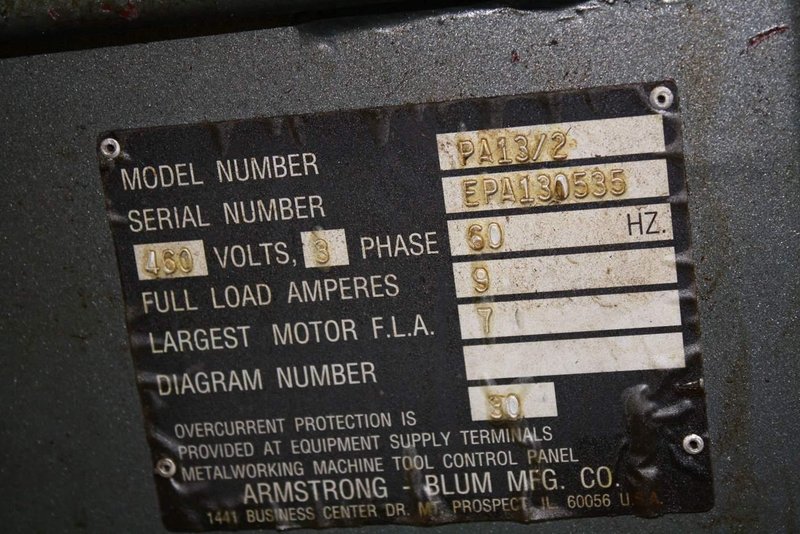 MODEL NUMBER PA13/2
SERIAL NUMBER EPA130535
460 VOLTS, 3 PHASE 60 HZ.
FULL LOAD AMPERES 9
LARGEST MOTOR F.L.A. 7
DIAGRAM NUMBER
30
OVERCURRENT PROTECTION IS
PROVIDED AT EQUIPMENT SUPPLY TERMINALS
METALWORKING MACHINE TOOL CONTROL PANEL
ARMSTRONG - BLUM MFG. CO.
1441 BUSINESS CENTER DR. MT. PROSPECT IL 60056 U.S.A.